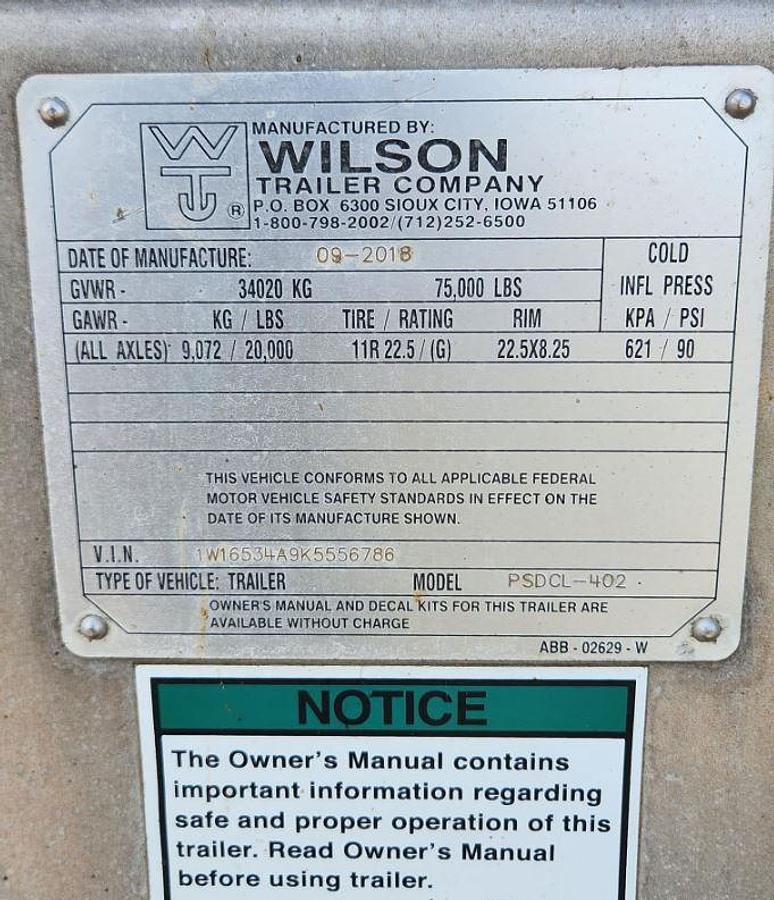 MANUFACTURED BY:
WILSON
TRAILER COMPANY
P.O. BOX 6300 SIOUX CITY, IOWA 51106
1-800-798-2002/(712)252-6500
WT ®
DATE OF MANUFACTURE: 09-2018 COLD
GVWR - 34020 KG 75,000 LBS INFL PRESS
GAWR - KG / LBS TIRE / RATING RIM KPA / PSI
(ALL AXLES) 9,072 / 20,000 11R 22.5 / (G) 22.5X8.25 621 / 90
THIS VEHICLE CONFORMS TO ALL APPLICABLE FEDERAL
MOTOR VEHICLE SAFETY STANDARDS IN EFFECT ON THE
DATE OF ITS MANUFACTURE SHOWN.
V.I.N. 1W16534A9K5556786
TYPE OF VEHICLE: TRAILER MODEL PSDCL-402
OWNER'S MANUAL AND DECAL KITS FOR THIS TRAILER ARE
AVAILABLE WITHOUT CHARGE
ABB - 02629 - W
NOTICE
The Owner's Manual contains
important information regarding
safe and proper operation of this
trailer. Read Owner's Manual
before using trailer.